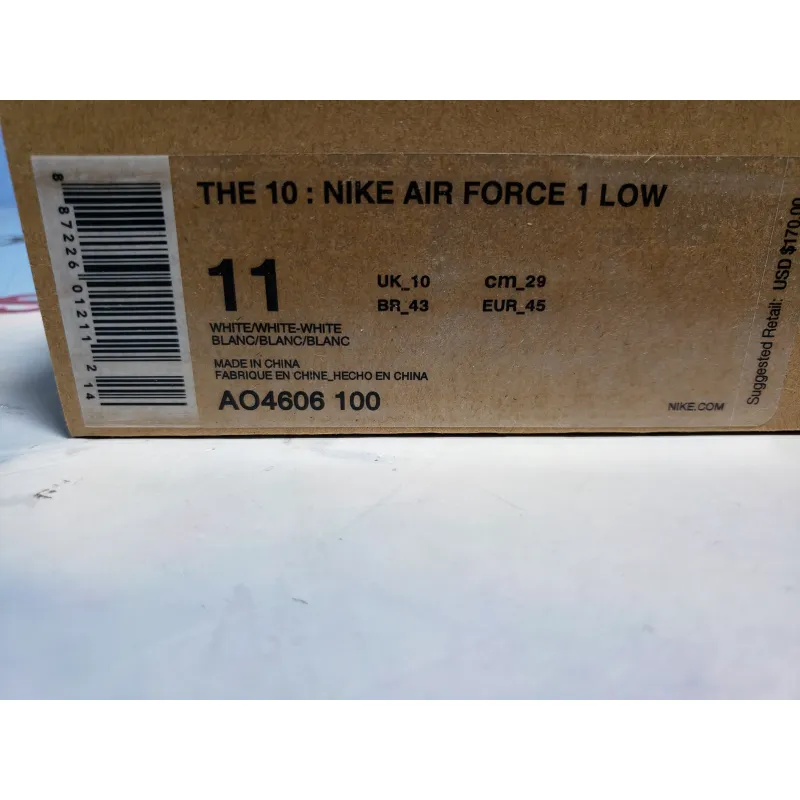 THE 10 : NIKE AIR FORCE 1 LOW
11
UK_10 cm_29
BR_43 EUR_45
WHITE/WHITE-WHITE
BLANC/BLANC/BLANC
MADE IN CHINA
FABRIQUE EN CHINE_HECHO EN CHINA
AO4606 100
NIKE.COM
Suggested Retail: USD $170.00
8 87226 01211 2 14